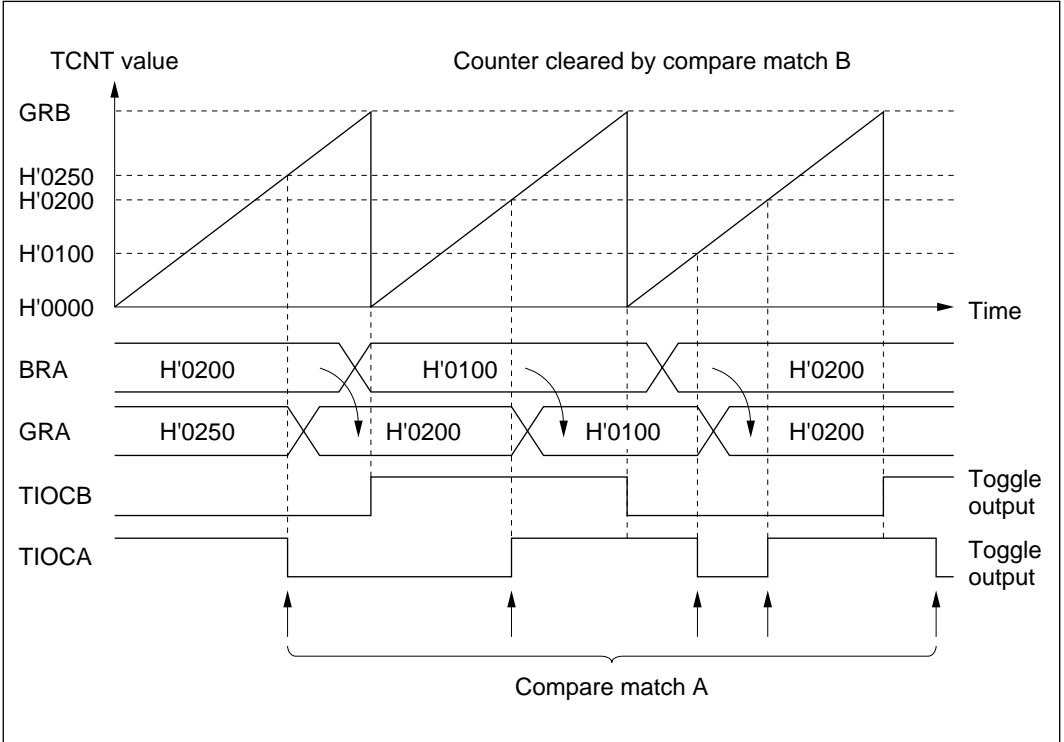 TCNT value
Counter cleared by compare match B
GRB
H'0250
H'0200
H'0100
H'0000
Time
BRA
H'0200
H'0100
H'0200
GRA
H'0250
H'0200
H'0100
H'0200
TIOCB
Toggle
output
TIOCA
Toggle
output
Compare match A